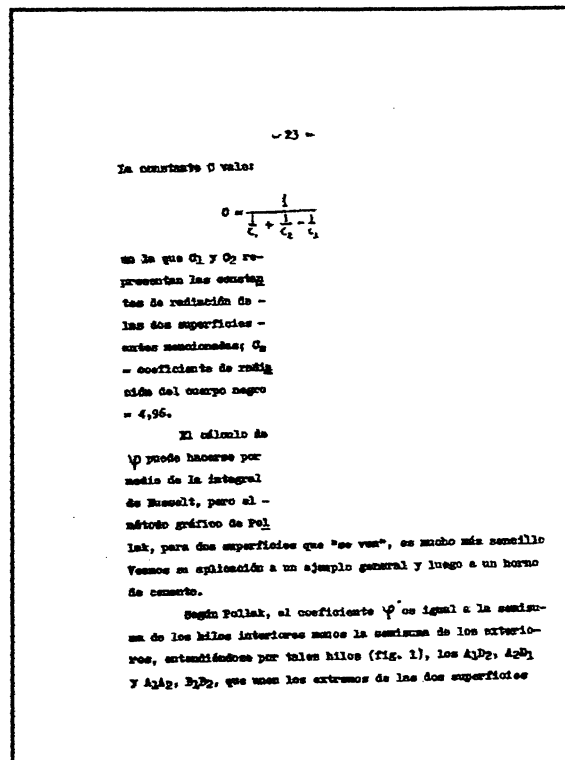 - 23 -
La constante C vale:
C = 1 / (1/C₁ + 1/C₂ - 1/Cₛ)
en la que C1 y C2 re-
presentan las constan
tes de radiación de -
las dos superficies -
antes mencionadas; Cs
= coeficiente de radia
ción del cuerpo negro
= 4,96.
El cálculo de
φ puede hacerse por
medio de la integral
de Nusselt, pero el -
método gráfico de Pol
lak, para dos superficies que "se ven", es mucho más sencillo
Veamos su aplicación a un ejemplo general y luego a un horno
de cemento.
Según Pollak, el coeficiente φ es igual a la semisu-
ma de los hilos interiores menos la semisuma de los exterio-
res, entendiéndose por tales hilos (fig. 1), los A1B2, A2B1
y A1A2, B1B2, que unen los extremos de las dos superficies